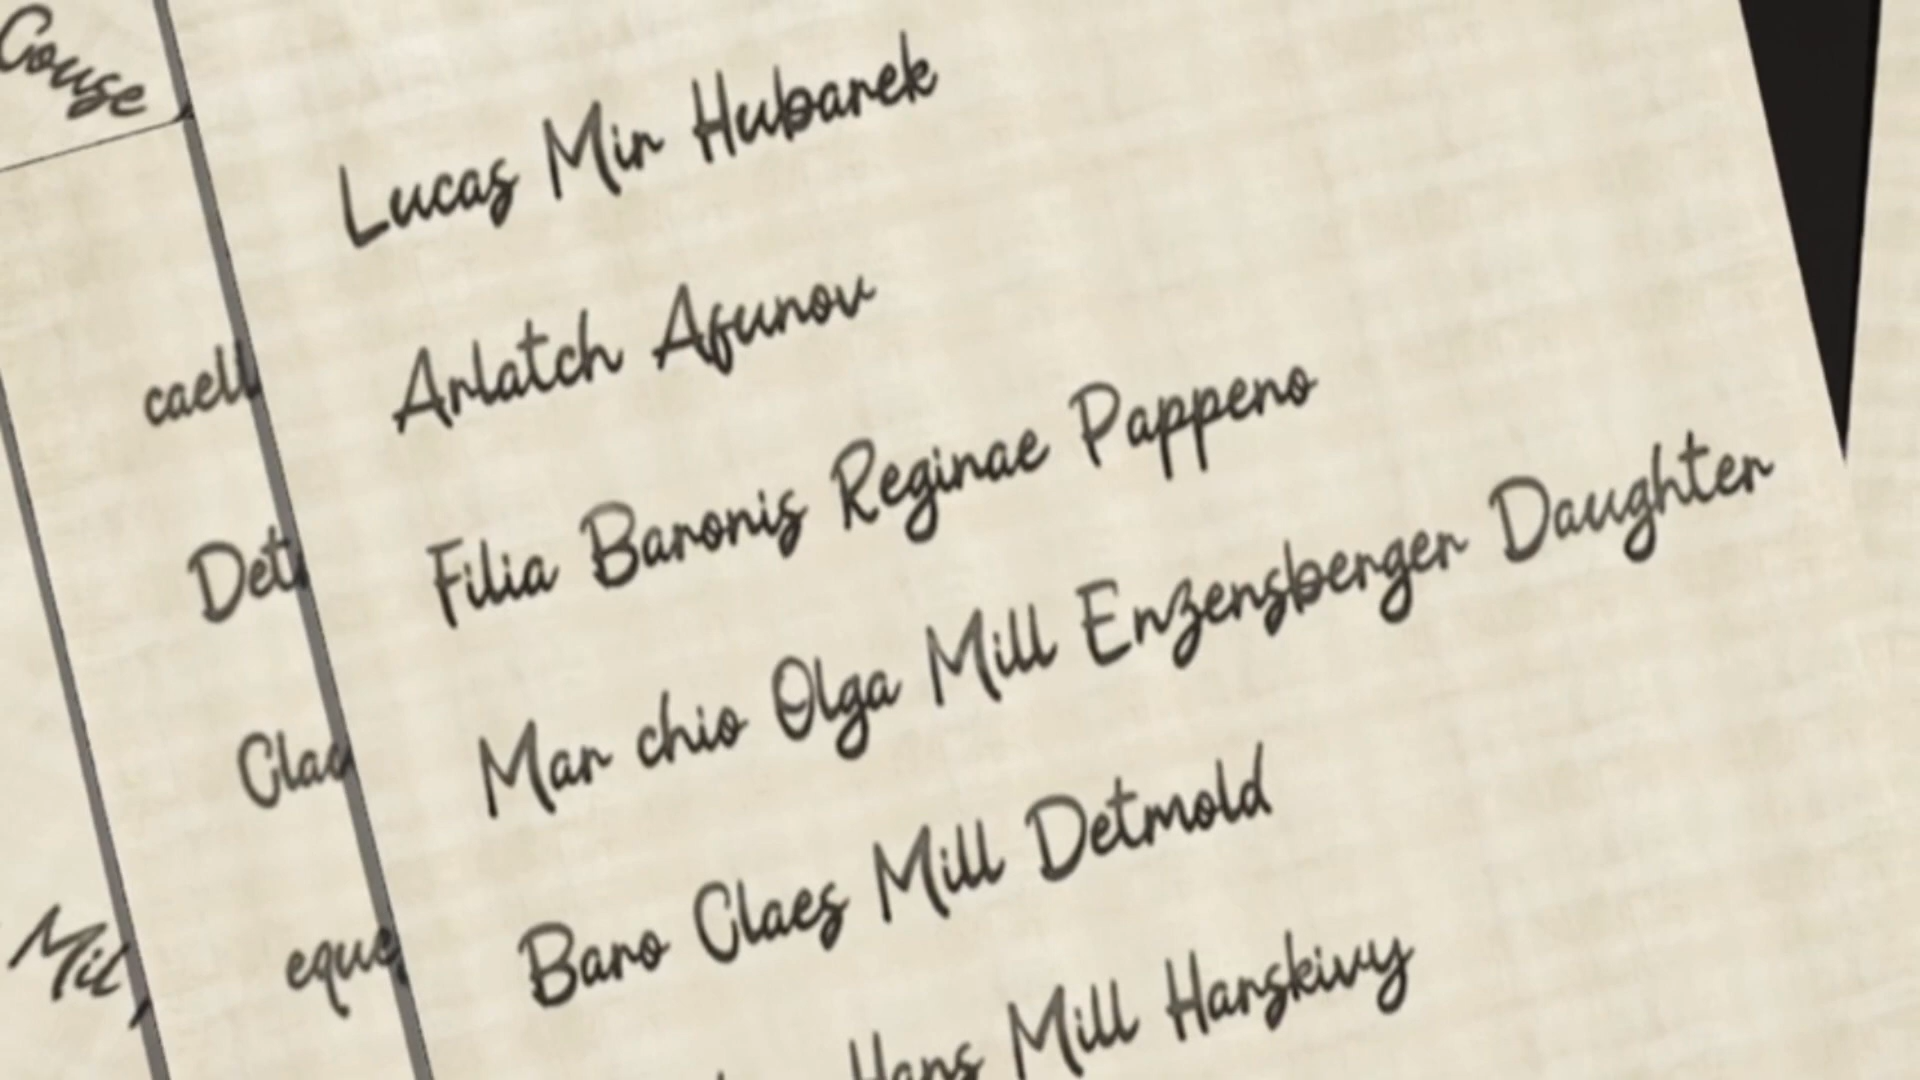 Couse
Lucas Mir Hubarek
caell
Arlatch Afunov
Det
Filia Baronis Reginae Pappeno
Clac
Mar chio Olga Mill Enzensberger Daughter
Mil
eque
Baro Claes Mill Detmold
Hans Mill Harskivy